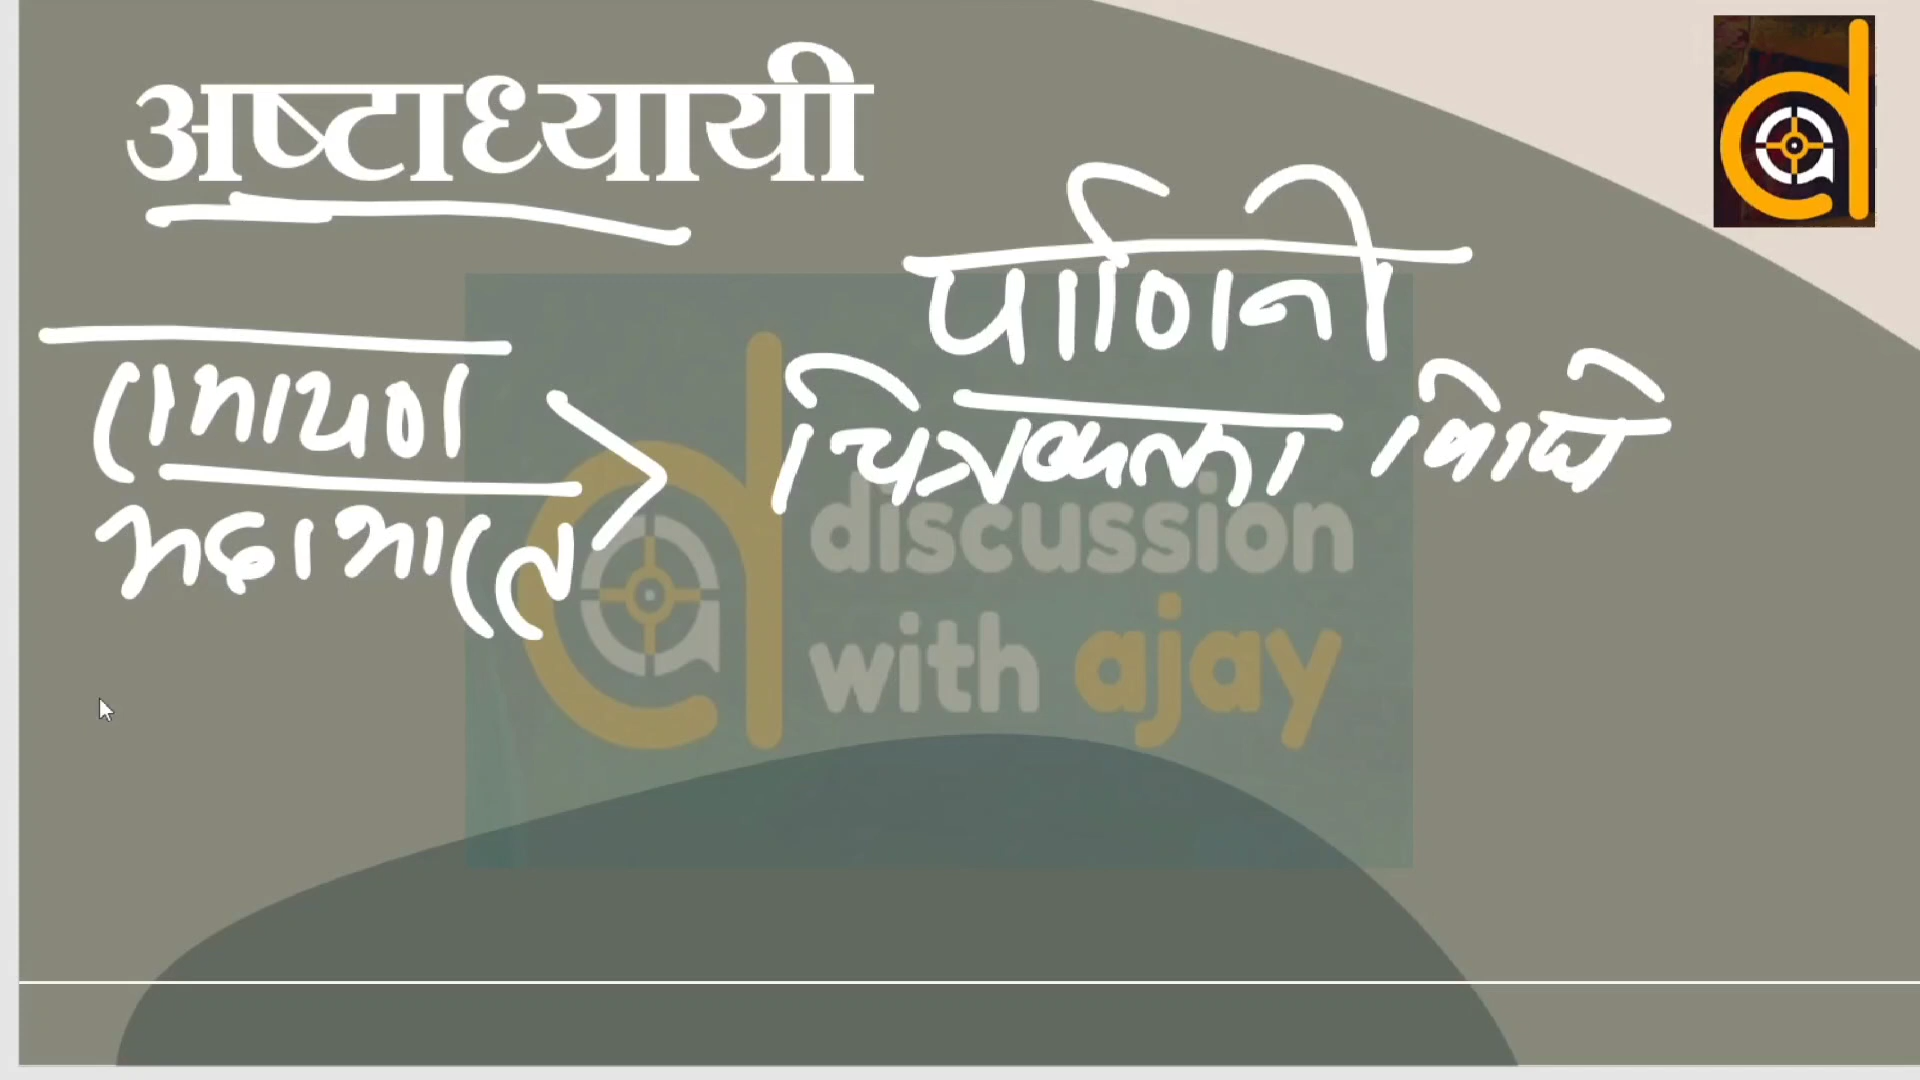 अष्टाध्यायी
पाणिनी
रामायण
चित्रकला
महाभारत
discussion
with ajay